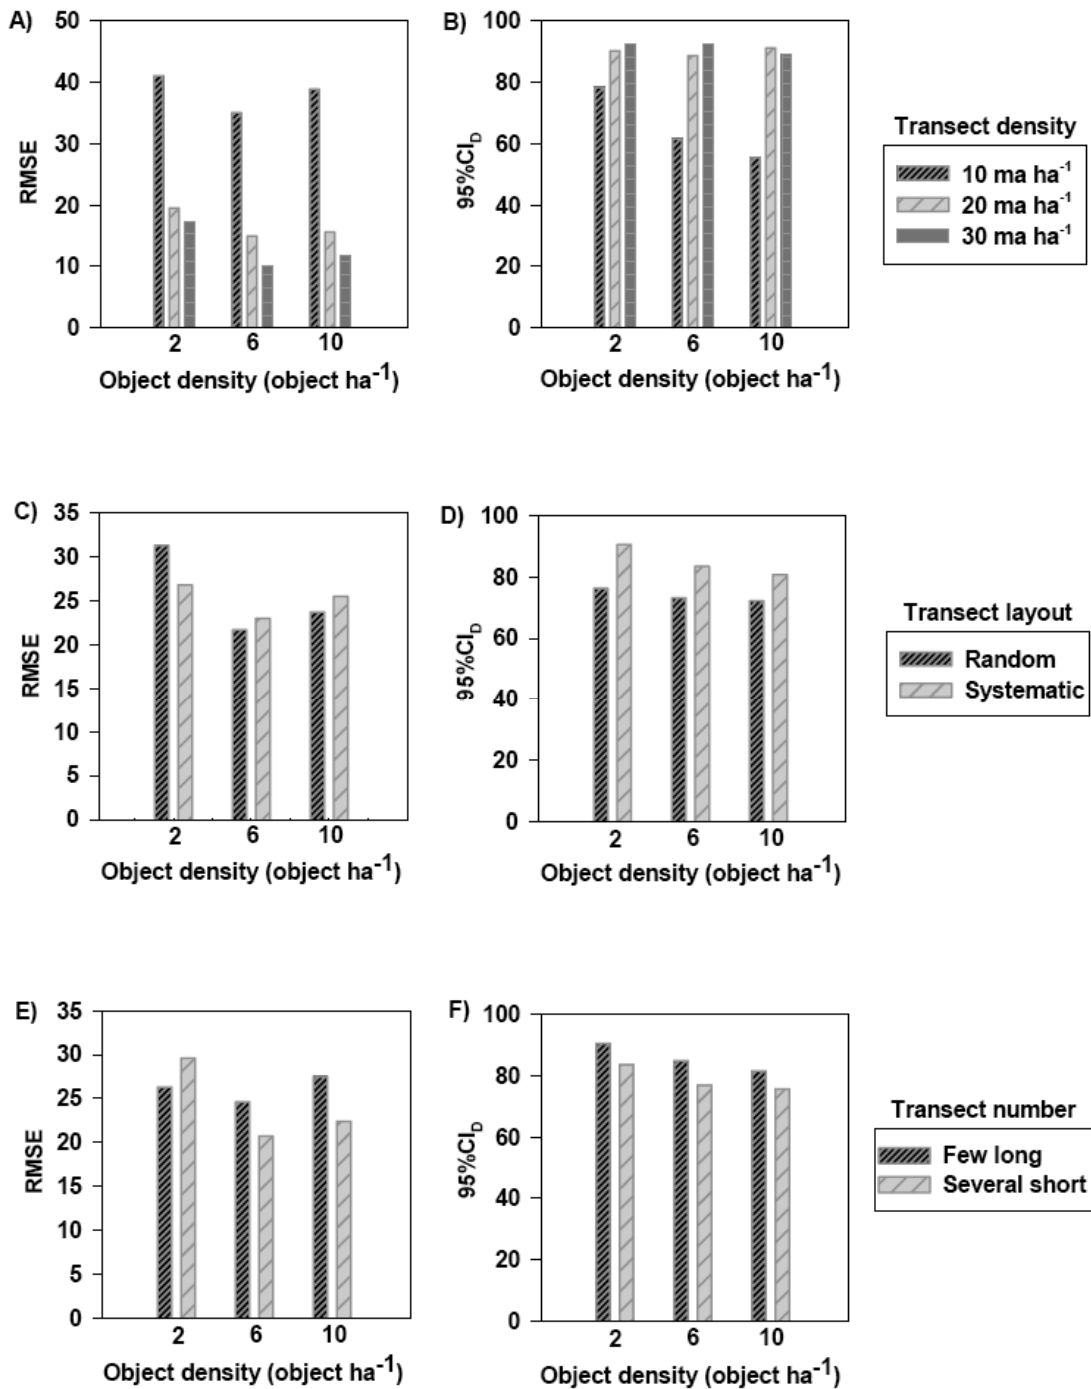 A)
50
40
30
20
10
0
RMSE
2 6 10
Object density (object ha⁻¹)
B)
100
80
60
40
20
0
95%CI_D
2 6 10
Object density (object ha⁻¹)
Transect density
10 ma ha⁻¹
20 ma ha⁻¹
30 ma ha⁻¹
C)
35
30
25
20
15
10
5
0
RMSE
2 6 10
Object density (object ha⁻¹)
D)
100
80
60
40
20
0
95%CI_D
2 6 10
Object density (object ha⁻¹)
Transect layout
Random
Systematic
E)
35
30
25
20
15
10
5
0
RMSE
2 6 10
Object density (object ha⁻¹)
F)
100
80
60
40
20
0
95%CI_D
2 6 10
Object density (object ha⁻¹)
Transect number
Few long
Several short